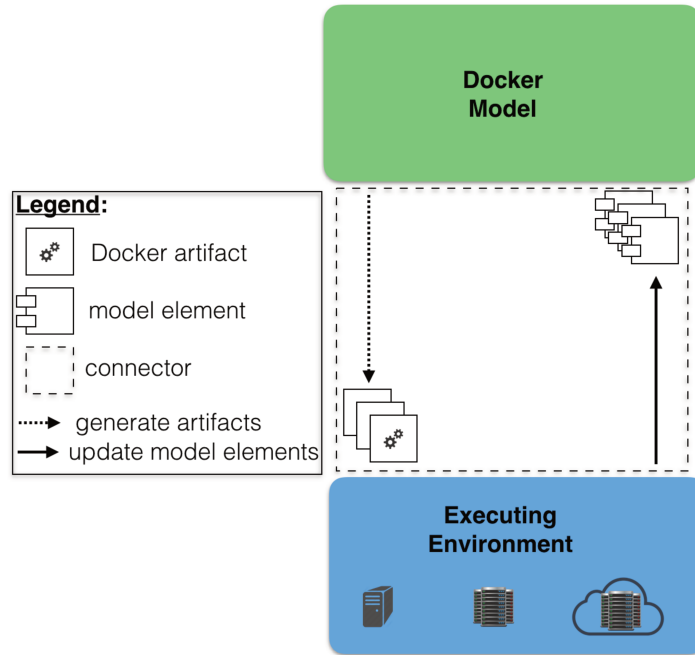 Docker
Model
Legend:
Docker artifact
model element
connector
generate artifacts
update model elements
Executing
Environment